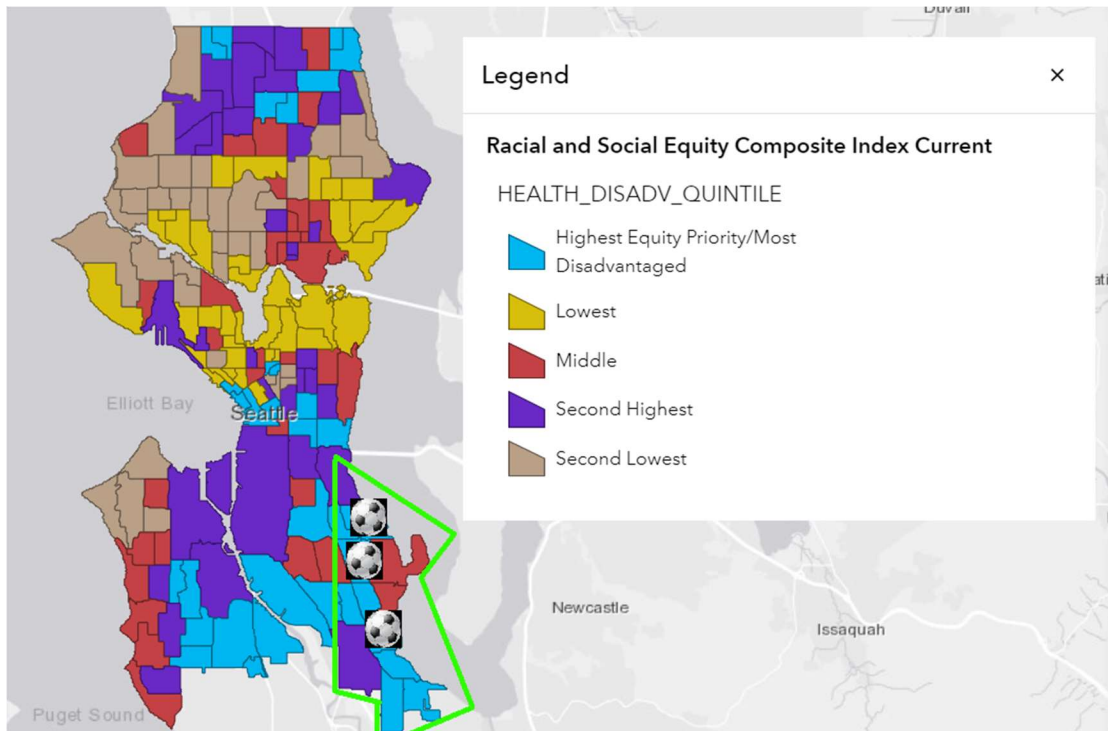 Duvall
Legend ×
Racial and Social Equity Composite Index Current
HEALTH_DISADV_QUINTILE
Highest Equity Priority/Most
Disadvantaged
Lowest
Middle
Second Highest
Second Lowest
Elliott Bay
Seattle
Newcastle
Issaquah
Puget Sound